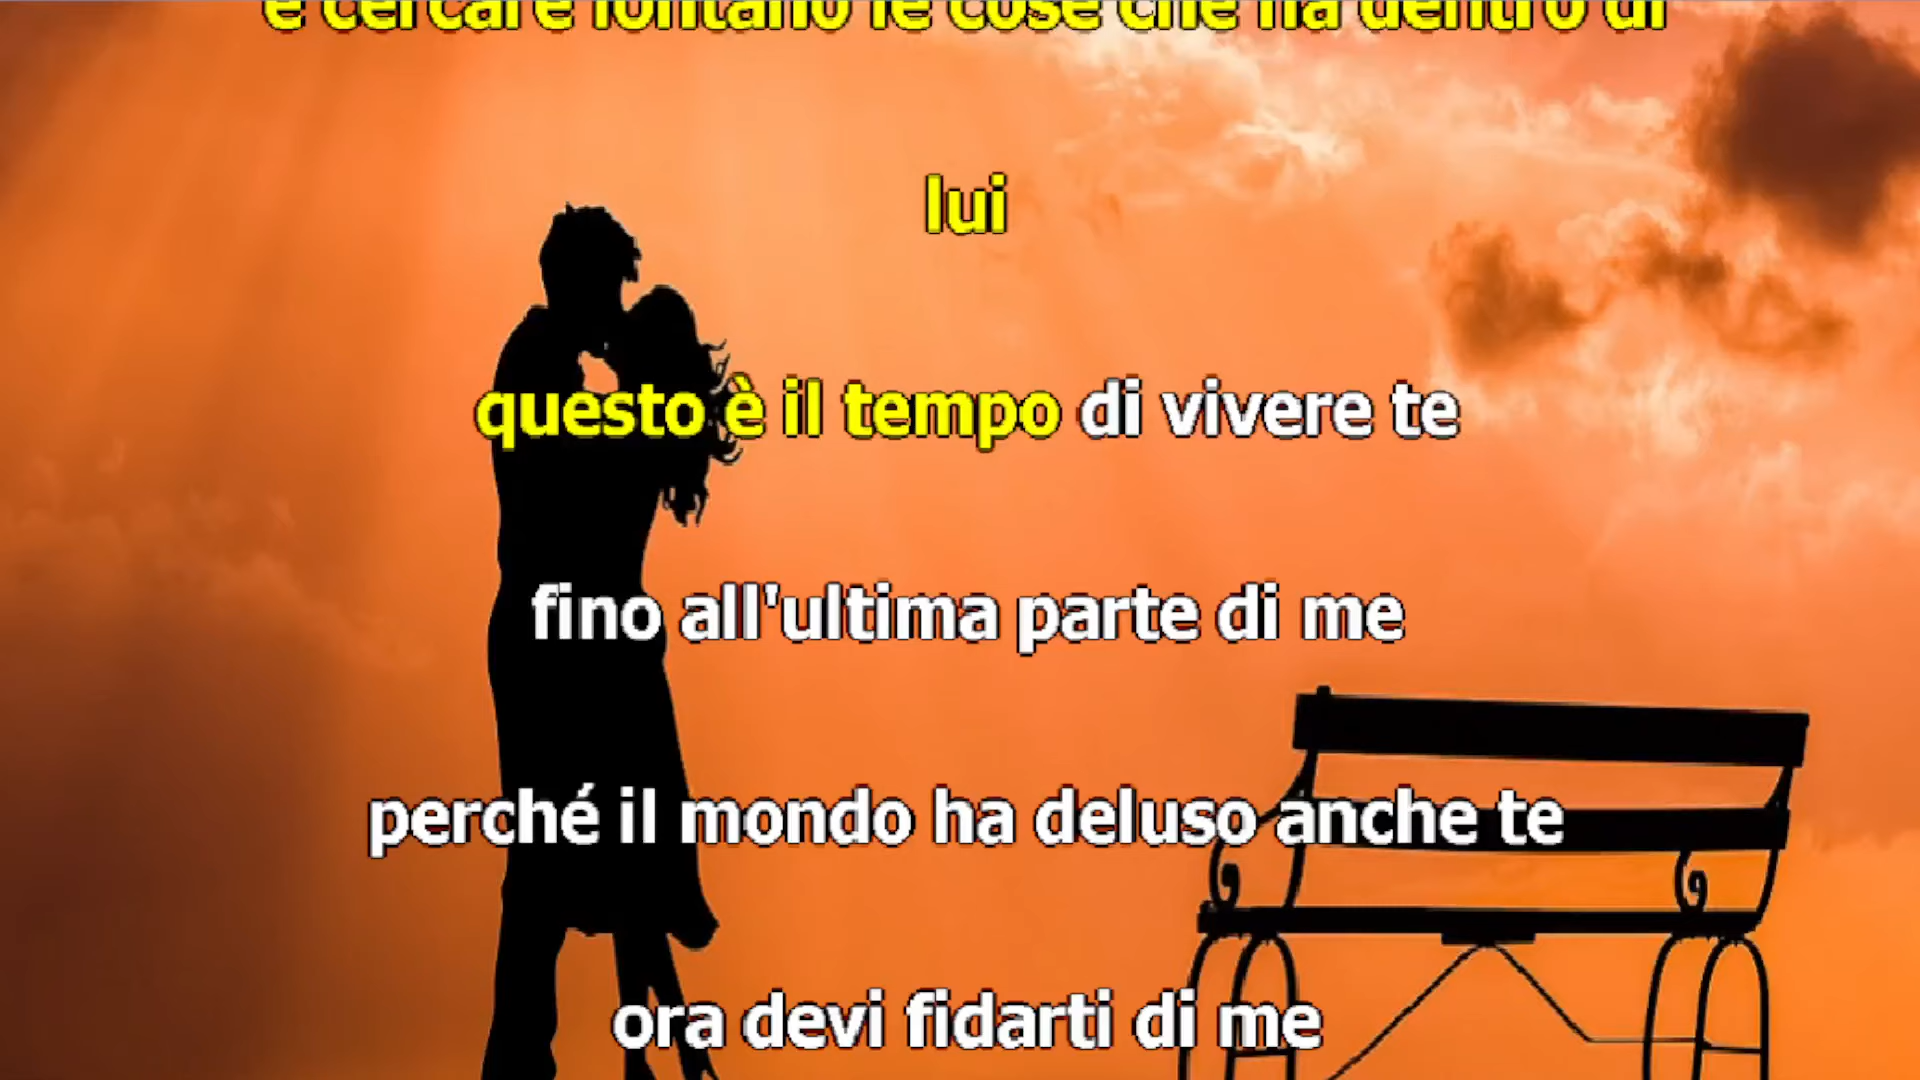 e cercare lontano le cose che ha dentro di
lui
questo è il tempo di vivere te
fino all'ultima parte di me
perché il mondo ha deluso anche te
ora devi fidarti di me